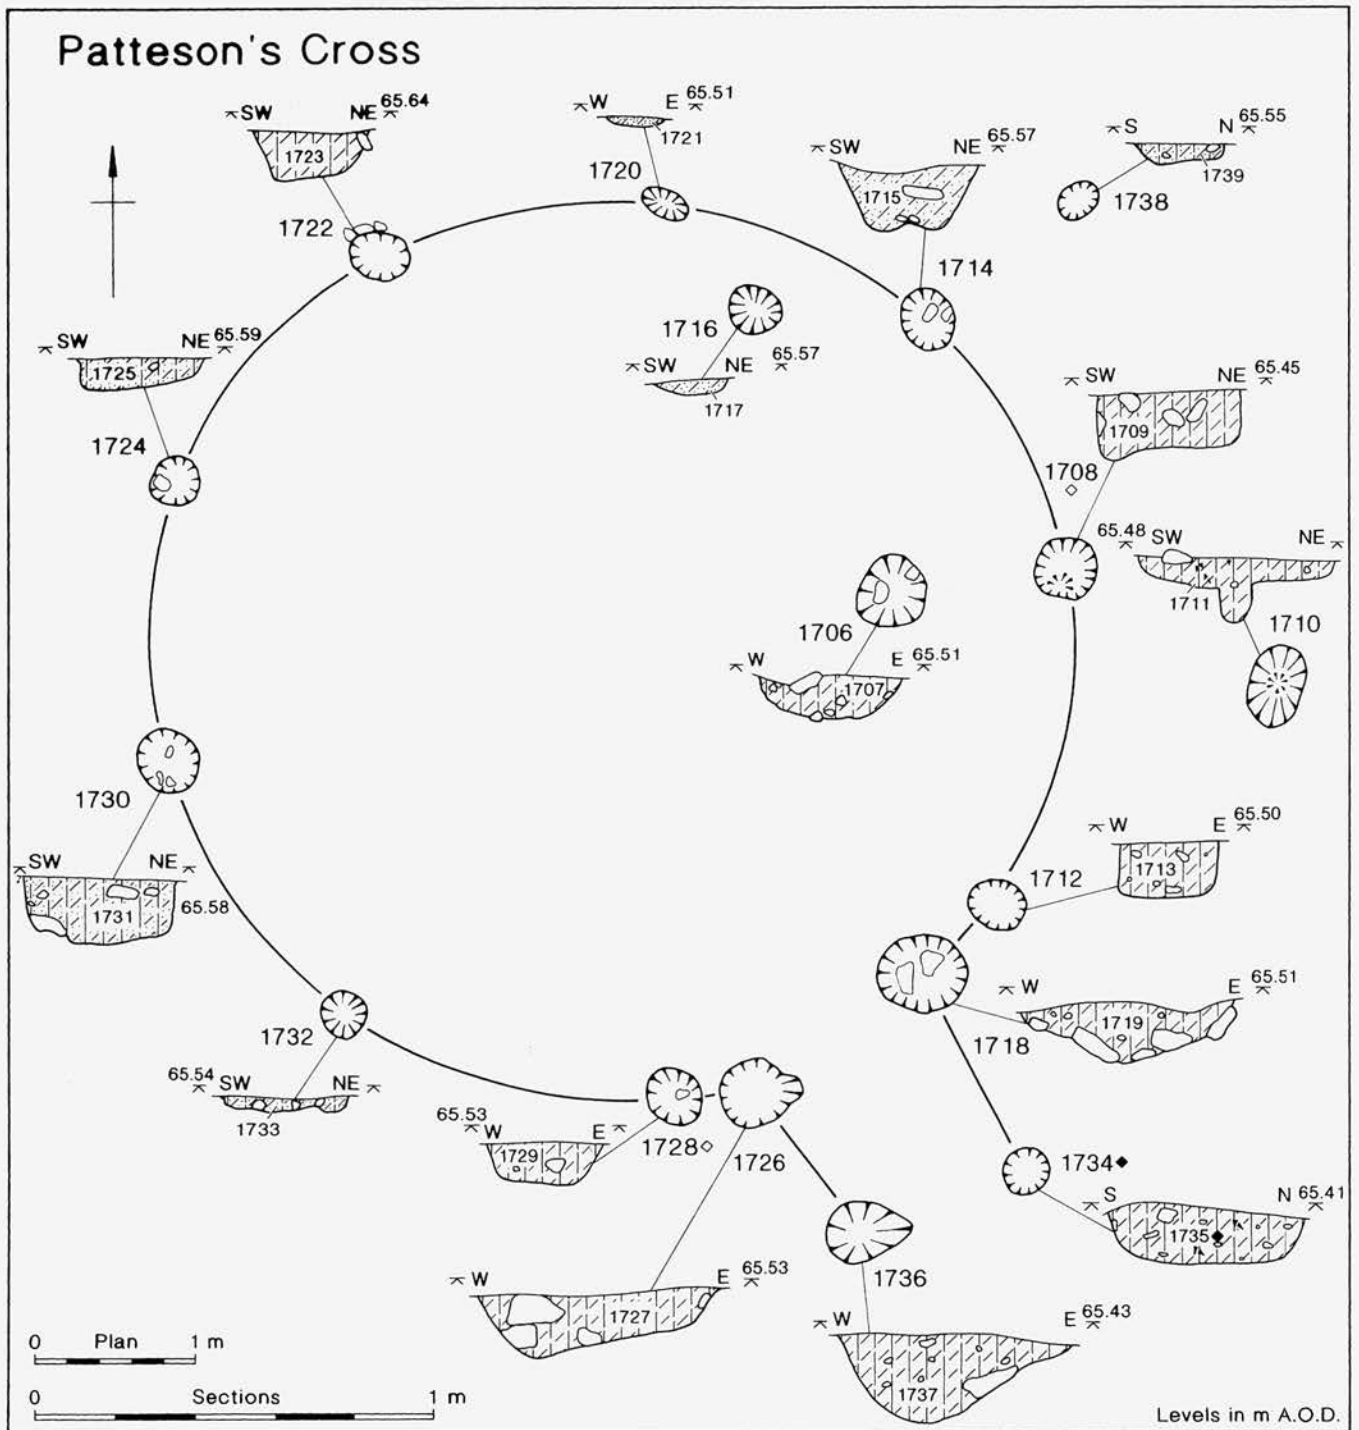 Patteson's Cross
SW NE 65.64
1723
1722
W E 65.51
1721
1720
SW NE 65.57
1715
1714
S N 65.55
1739
1738
SW NE 65.59
1725
1724
1716
SW NE 65.57
1717
SW NE 65.45
1709
1708
65.48 SW NE
1711
1710
1706
W E 65.51
1707
1730
SW NE
1731 65.58
1712
W E 65.50
1713
W E 65.51
1719
1718
1732
65.54 SW NE
1733
65.53 W E
1729
1728
1726
1734
S N 65.41
1735
1736
W E 65.53
1727
W E 65.43
1737
0 Plan 1 m
0 Sections 1 m
Levels in m A.O.D.